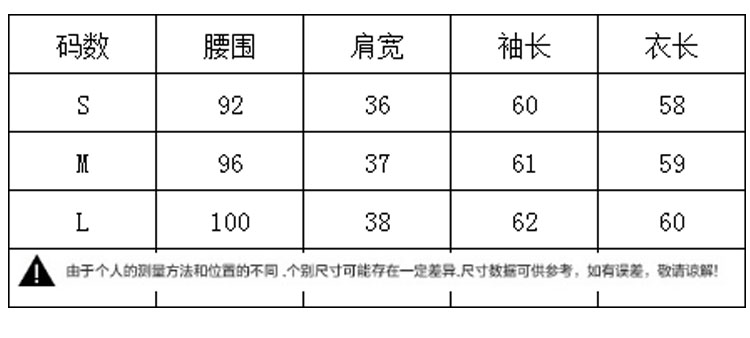 码数 腰围 肩宽 袖长 衣长
S 92 36 60 58
M 96 37 61 59
L 100 38 62 60
由于个人的测量方法和位置的不同.个别尺寸可能存在一定差异.尺寸数据可供参考，如有误差，敬请谅解!